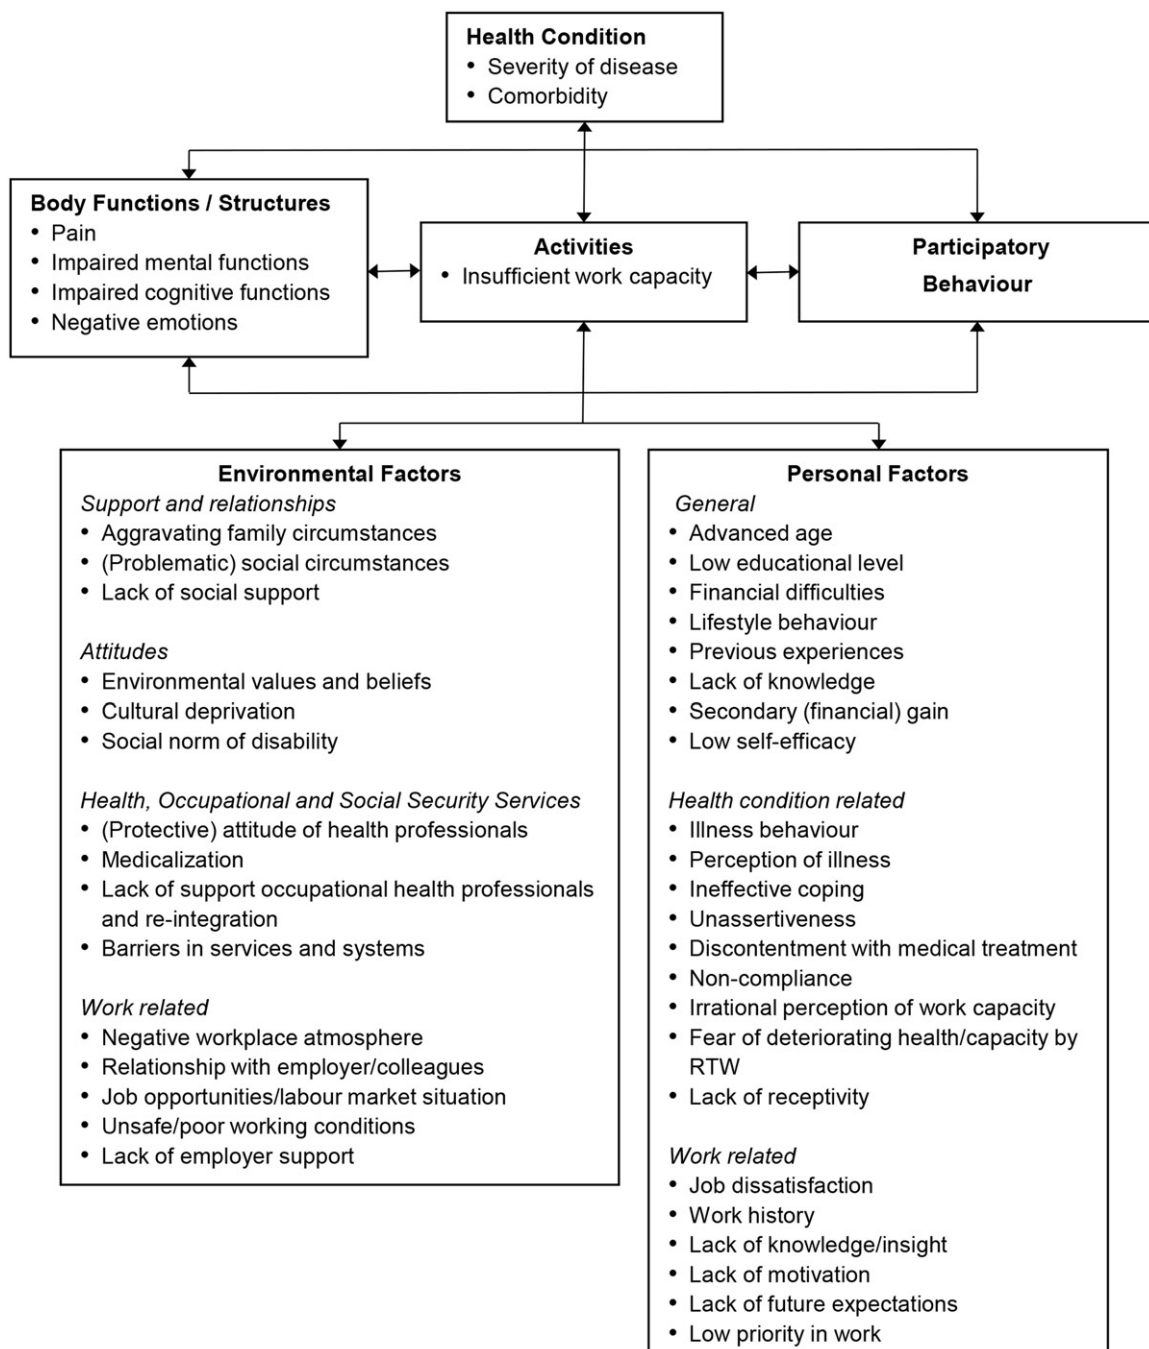 Health Condition
• Severity of disease
• Comorbidity
Body Functions / Structures
• Pain
• Impaired mental functions
• Impaired cognitive functions
• Negative emotions
Activities
• Insufficient work capacity
Participatory
Behaviour
Environmental Factors
Support and relationships
• Aggravating family circumstances
• (Problematic) social circumstances
• Lack of social support
Attitudes
• Environmental values and beliefs
• Cultural deprivation
• Social norm of disability
Health, Occupational and Social Security Services
• (Protective) attitude of health professionals
• Medicalization
• Lack of support occupational health professionals
and re-integration
• Barriers in services and systems
Work related
• Negative workplace atmosphere
• Relationship with employer/colleagues
• Job opportunities/labour market situation
• Unsafe/poor working conditions
• Lack of employer support
Personal Factors
General
• Advanced age
• Low educational level
• Financial difficulties
• Lifestyle behaviour
• Previous experiences
• Lack of knowledge
• Secondary (financial) gain
• Low self-efficacy
Health condition related
• Illness behaviour
• Perception of illness
• Ineffective coping
• Unassertiveness
• Discontentment with medical treatment
• Non-compliance
• Irrational perception of work capacity
• Fear of deteriorating health/capacity by
RTW
• Lack of receptivity
Work related
• Job dissatisfaction
• Work history
• Lack of knowledge/insight
• Lack of motivation
• Lack of future expectations
• Low priority in work